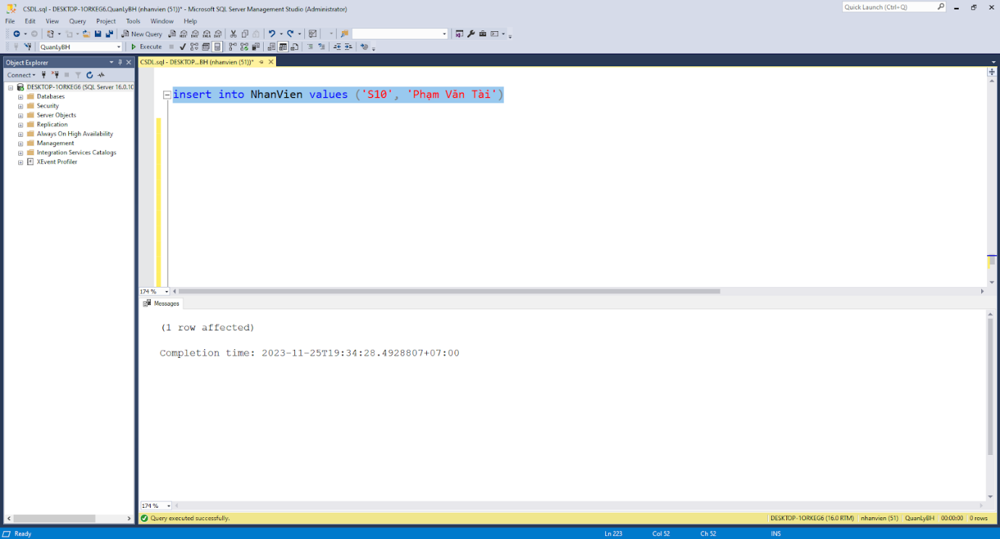 CSDL.sql - DESKTOP-1ORKEG6.QuanLyBH (nhanvien (51))* - Microsoft SQL Server Management Studio (Administrator)
Quick Launch (Ctrl+Q)
File Edit View Query Project Tools Window Help
New Query
QuanLyBH
Execute
Object Explorer
CSDL.sql - DESKTOP...BH (nhanvien (51))*
Connect
DESKTOP-1ORKEG6 (SQL Server 16.0.10
Databases
Security
Server Objects
Replication
Always On High Availability
Management
Integration Services Catalogs
XEvent Profiler
insert into NhanVien values ('S10', 'Phạm Văn Tài')
174 %
Messages
(1 row affected)
Completion time: 2023-11-25T19:34:28.4928807+07:00
174 %
Query executed successfully.
DESKTOP-1ORKEG6 (16.0 RTM) nhanvien (51) QuanLyBH 00:00:00 0 rows
Ready
Ln 223 Col 52 Ch 52 INS